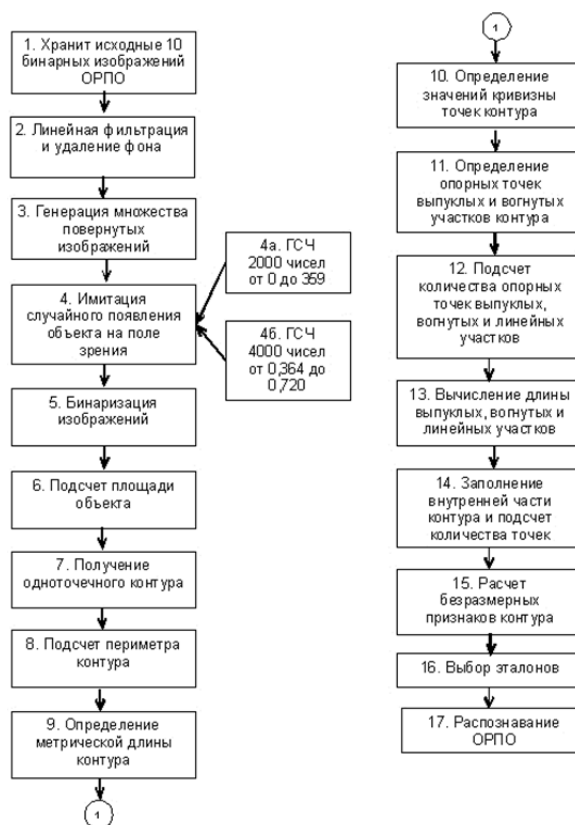 1. Хранит исходные 10
бинарных изображений
ОРПО
2. Линейная фильтрация
и удаление фона
3. Генерация множества
повернутых
изображений
4а. ГСЧ
2000 чисел
от 0 до 359
4. Имитация
случайного появления
объекта на поле
зрения
4б. ГСЧ
4000 чисел
от 0,364 до
0,720
5. Бинаризация
изображений
6. Подсчет площади
объекта
7. Получение
одноточечного контура
8. Подсчет периметра
контура
9. Определение
метрической длины
контура
1
1
10. Определение
значений кривизны
точек контура
11. Определение
опорных точек
выпуклых и вогнутых
участков контура
12. Подсчет
количества опорных
точек выпуклых,
вогнутых и линейных
участков
13. Вычисление длины
выпуклых, вогнутых и
линейных участков
14. Заполнение
внутренней части
контура и подсчет
количества точек
15. Расчет
безразмерных
признаков контура
16. Выбор эталонов
17. Распознавание
ОРПО